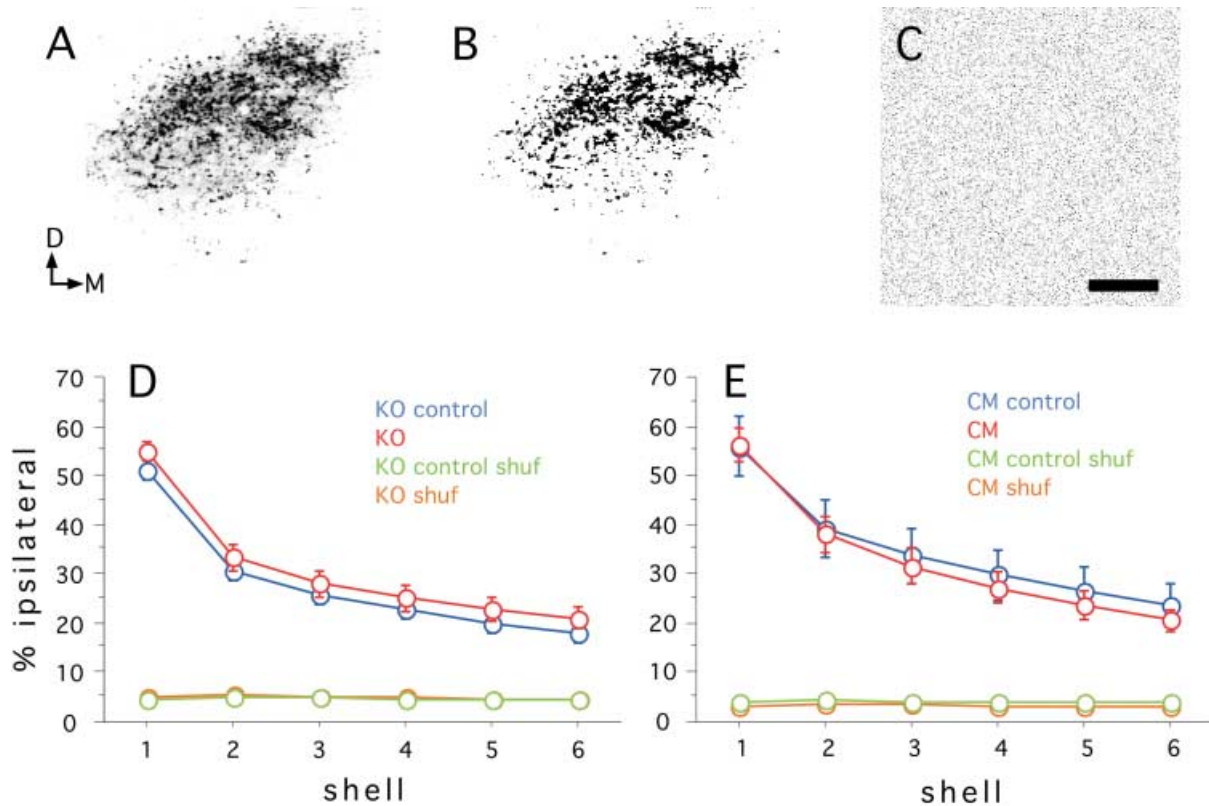 A
B
C
D
M
D
E
70
60
50
40
30
20
10
0
% ipsilateral
KO control
KO
KO control shuf
KO shuf
1 2 3 4 5 6
shell
70
60
50
40
30
20
10
0
CM control
CM
CM control shuf
CM shuf
1 2 3 4 5 6
shell